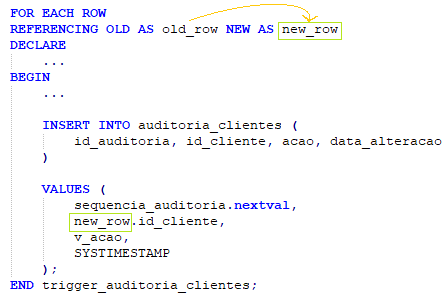 FOR EACH ROW
REFERENCING OLD AS old_row NEW AS new_row
DECLARE
...
BEGIN
...
INSERT INTO auditoria_clientes (
id_auditoria, id_cliente, acao, data_alteracao
)
VALUES (
sequencia_auditoria.nextval,
new_row.id_cliente,
v_acao,
SYSTIMESTAMP
);
END trigger_auditoria_clientes;